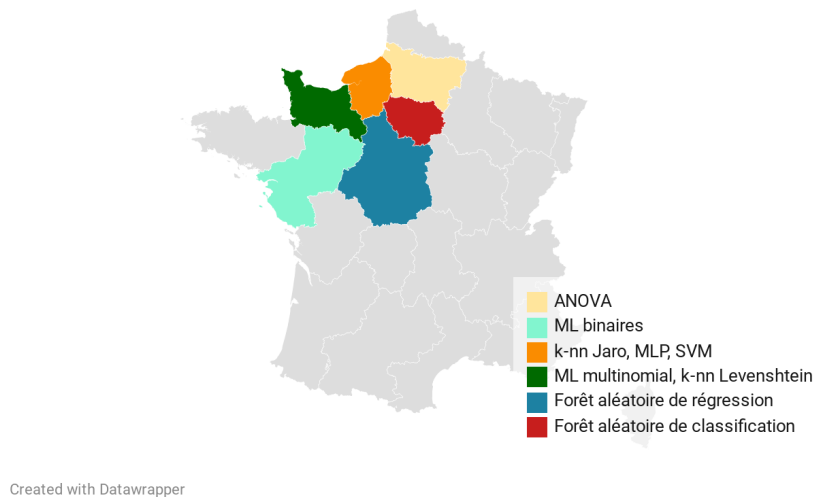 ANOVA
ML binaires
k-nn Jaro, MLP, SVM
ML multinomial, k-nn Levenshtein
Forêt aléatoire de régression
Forêt aléatoire de classification
Created with Datawrapper